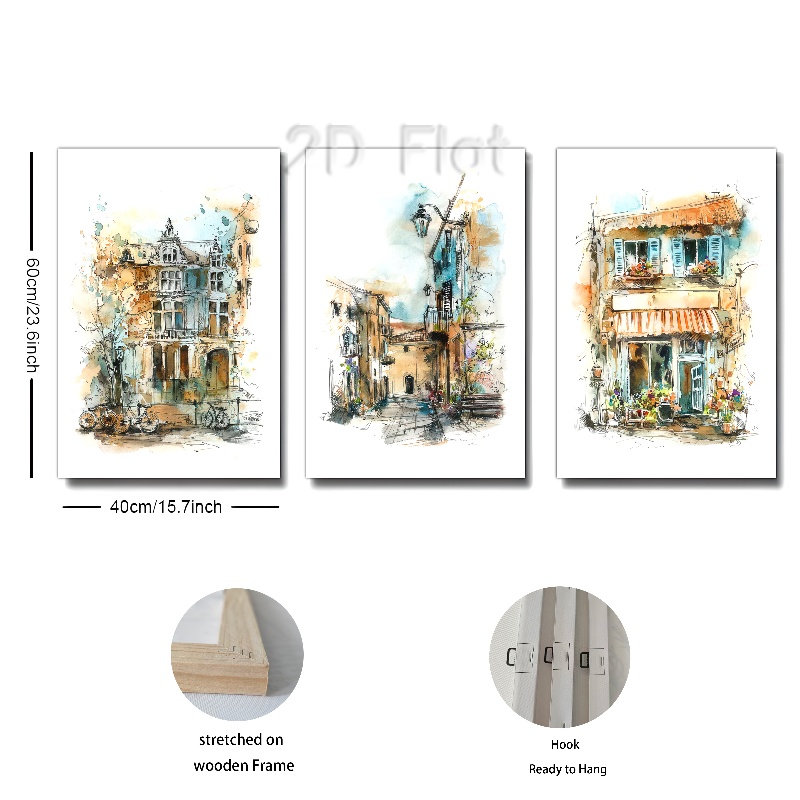 2D Flat
60cm/23.6inch
40cm/15.7inch
stretched on
wooden Frame
Hook
Ready to Hang